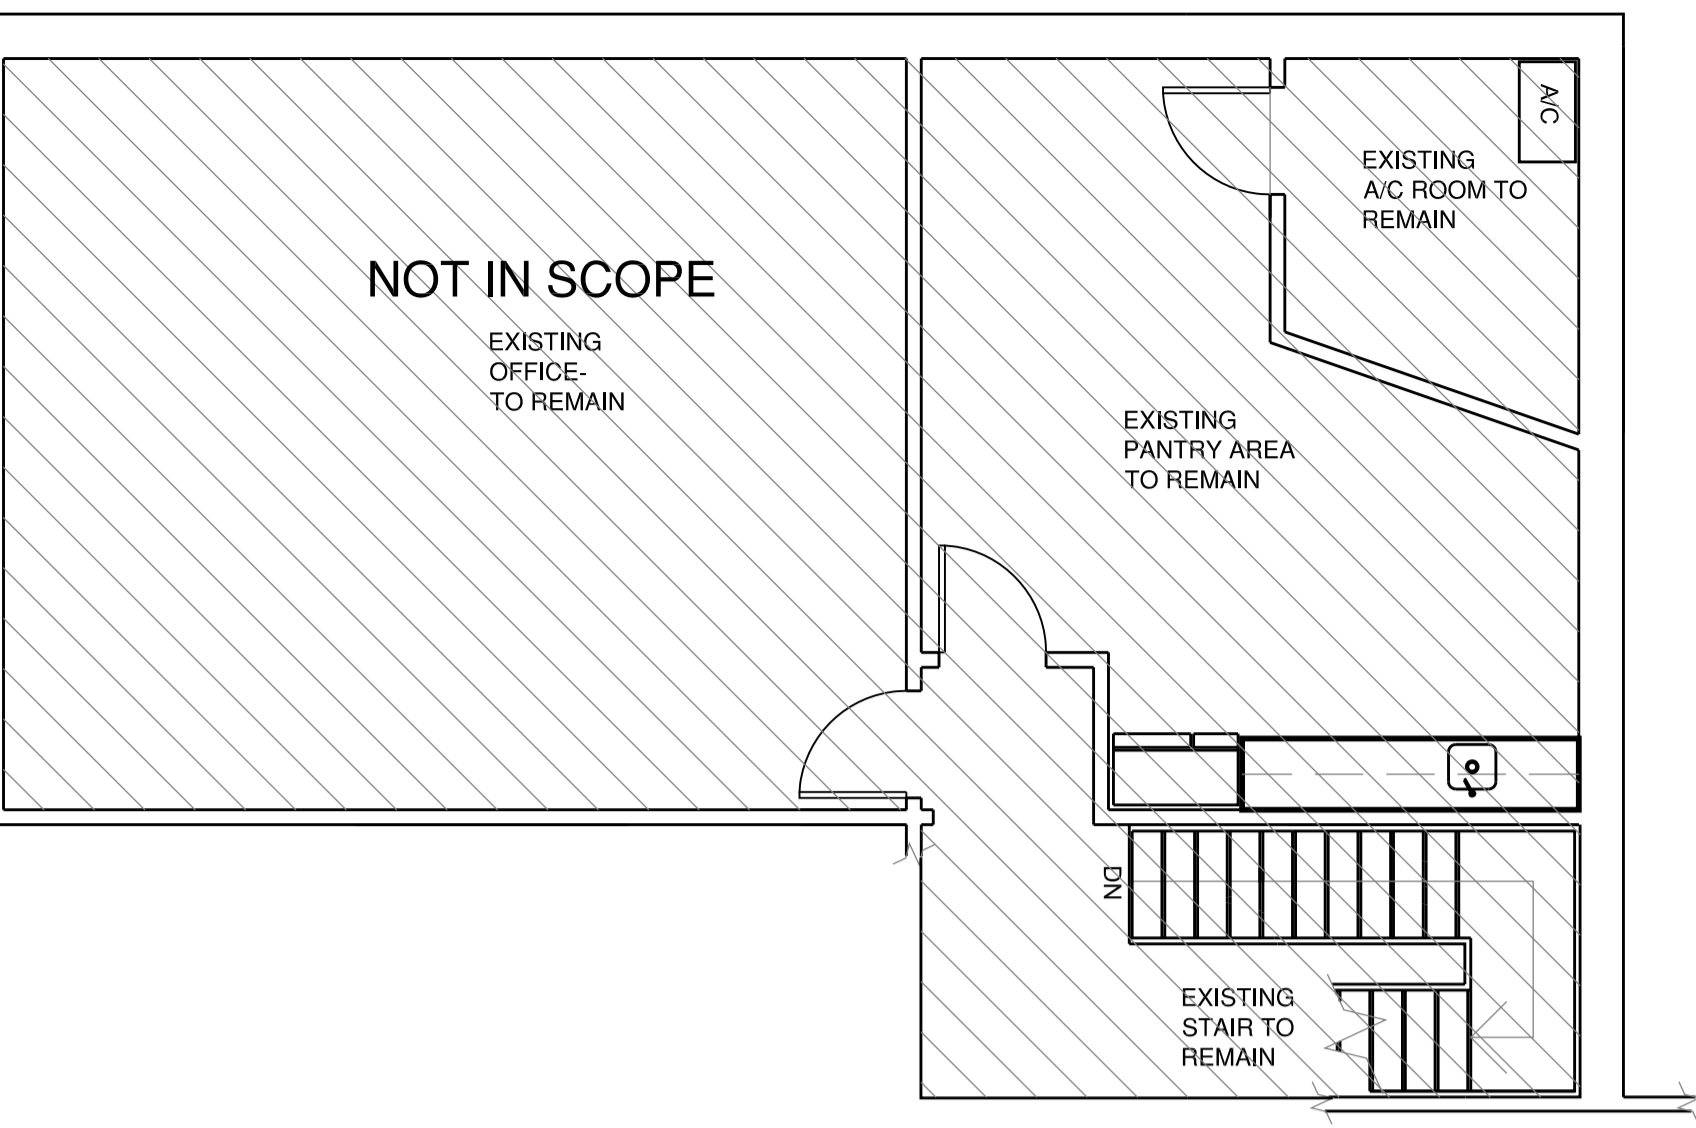 A/C
EXISTING
A/C ROOM TO
REMAIN
NOT IN SCOPE
EXISTING
OFFICE-
TO REMAIN
EXISTING
PANTRY AREA
TO REMAIN
DN
EXISTING
STAIR TO
REMAIN